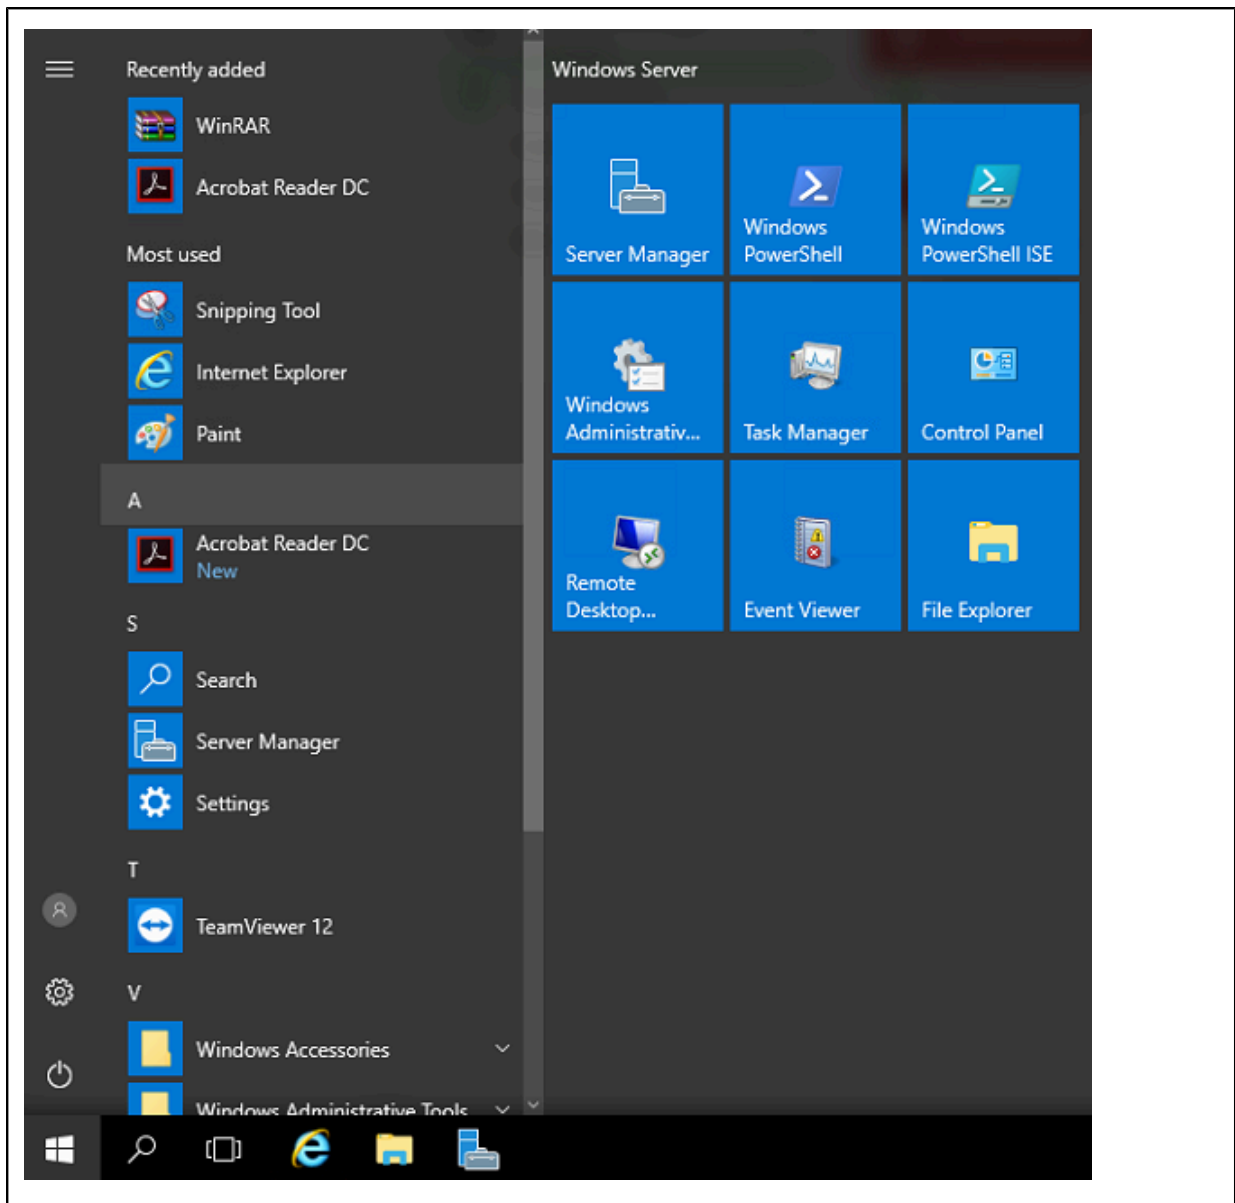 Recently added
WinRAR
Acrobat Reader DC
Most used
Snipping Tool
Internet Explorer
Paint
A
Acrobat Reader DC
New
S
Search
Server Manager
Settings
T
TeamViewer 12
V
Windows Accessories
Windows Administrative Tools
Windows Server
Server Manager
Windows
PowerShell
Windows
PowerShell ISE
Windows
Administrativ...
Task Manager
Control Panel
Remote
Desktop...
Event Viewer
File Explorer